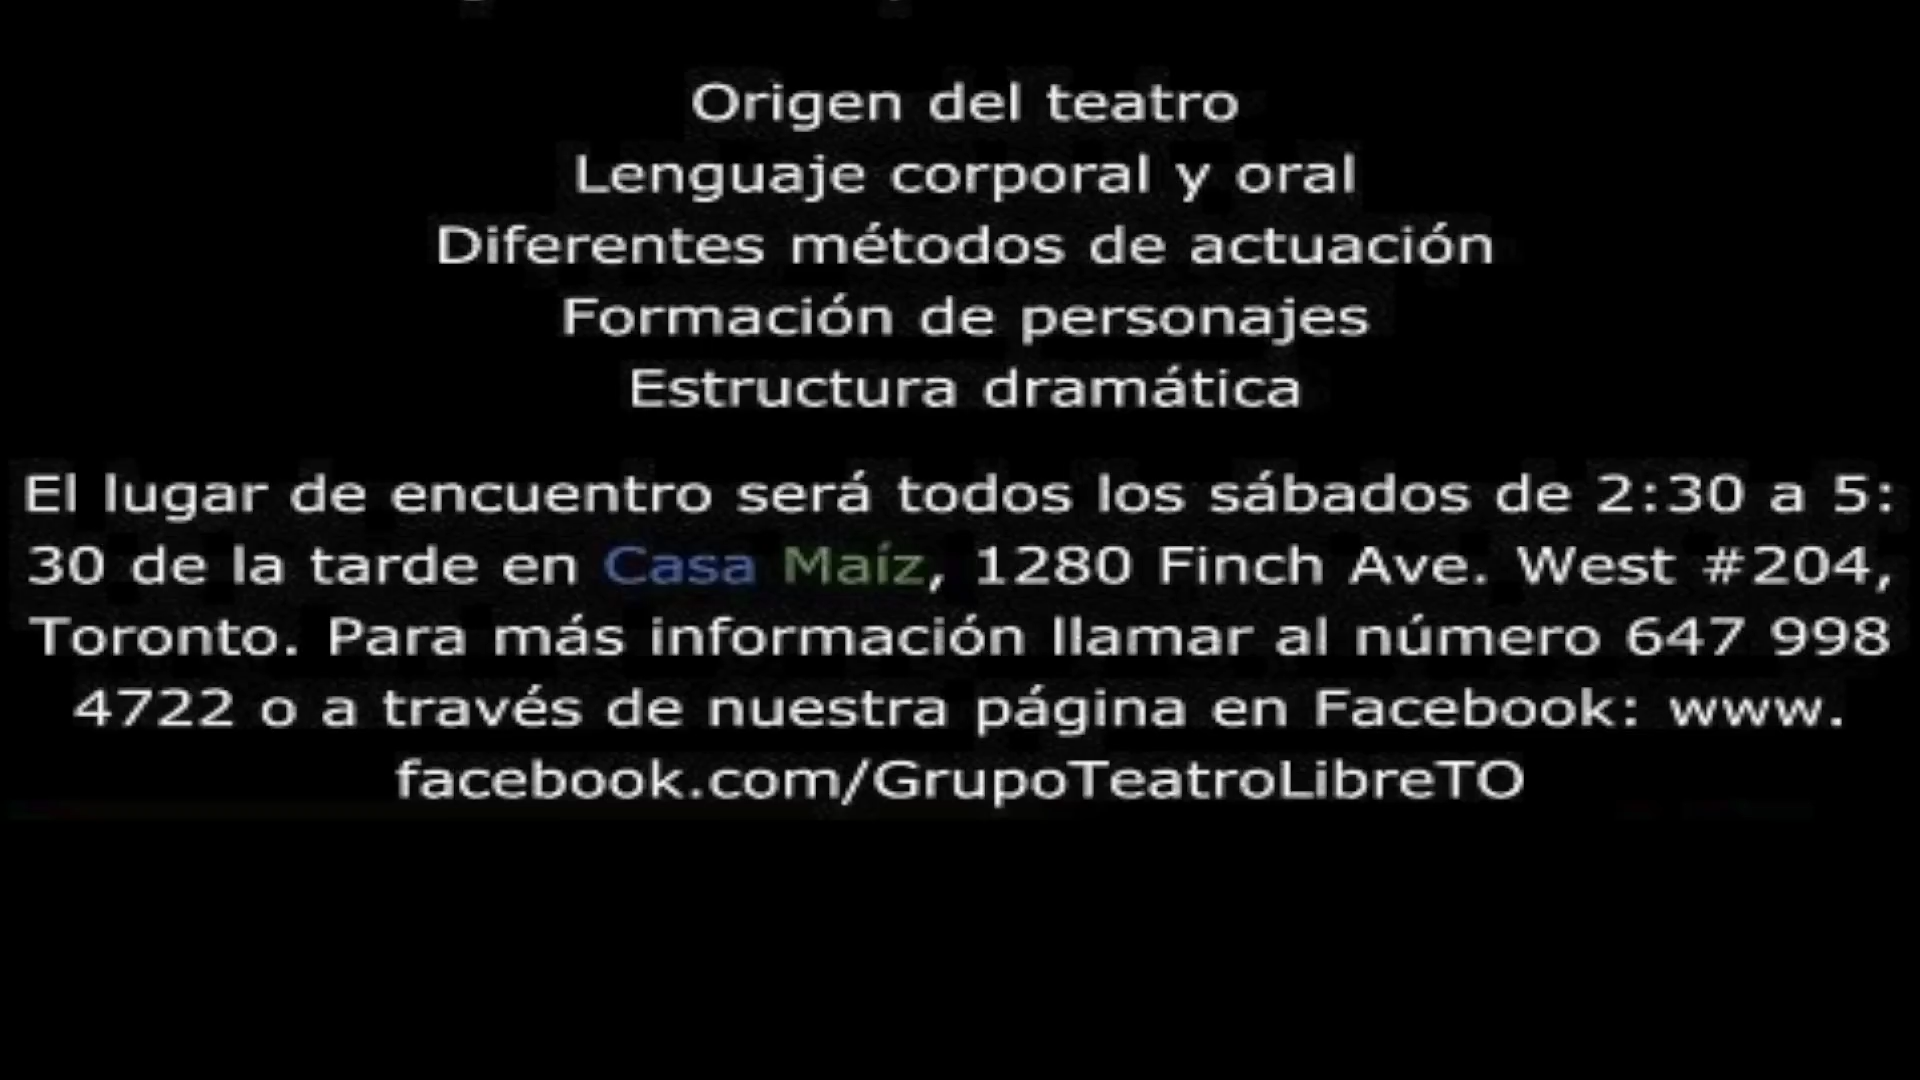 Origen del teatro
Lenguaje corporal y oral
Diferentes métodos de actuación
Formación de personajes
Estructura dramática
El lugar de encuentro será todos los sábados de 2:30 a 5:
30 de la tarde en Casa Maíz, 1280 Finch Ave. West #204,
Toronto. Para más información llamar al número 647 998
4722 o a través de nuestra página en Facebook: www.
facebook.com/GrupoTeatroLibreTO